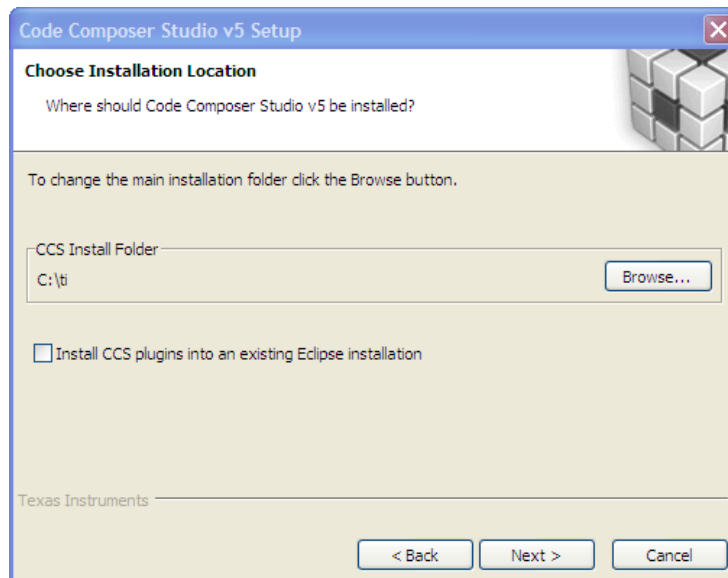 Code Composer Studio v5 Setup
Choose Installation Location
Where should Code Composer Studio v5 be installed?
To change the main installation folder click the Browse button.
CCS Install Folder
C:\ti
Browse...
Install CCS plugins into an existing Eclipse installation
Texas Instruments
< Back
Next >
Cancel